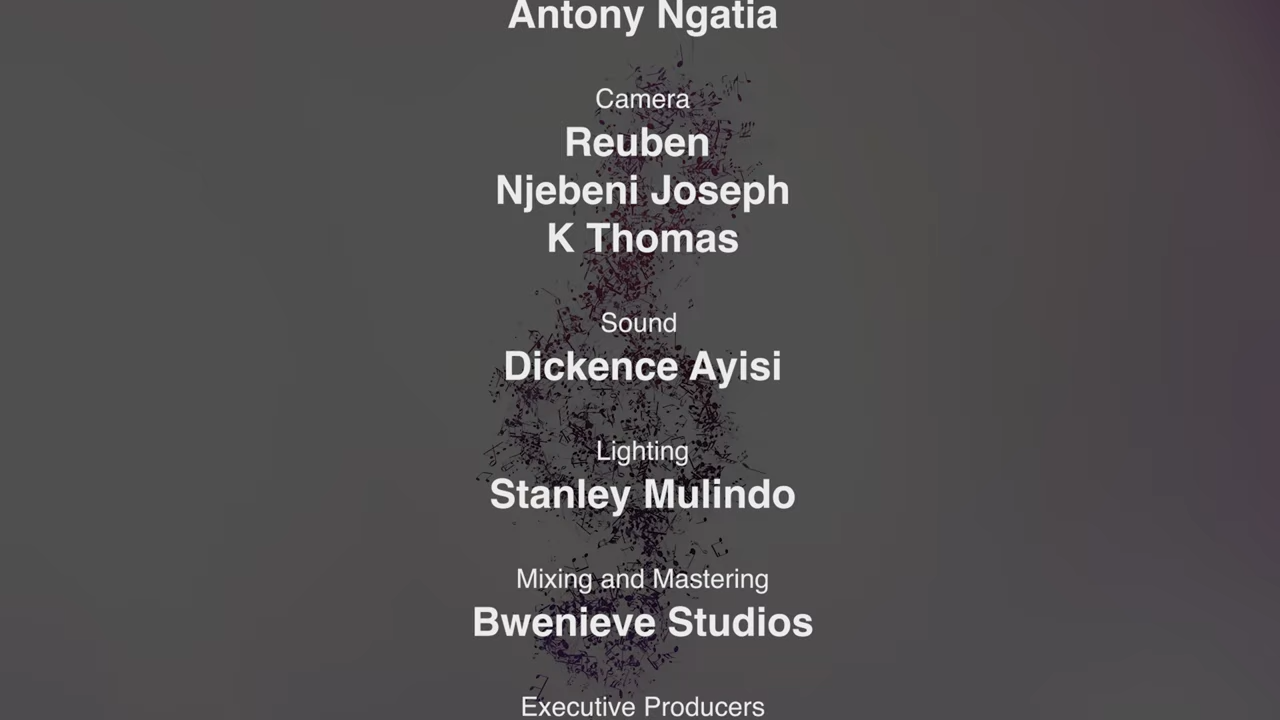 Antony Ngatia
Camera
Reuben
Njebeni Joseph
K Thomas
Sound
Dickence Ayisi
Lighting
Stanley Mulindo
Mixing and Mastering
Bwenieve Studios
Executive Producers